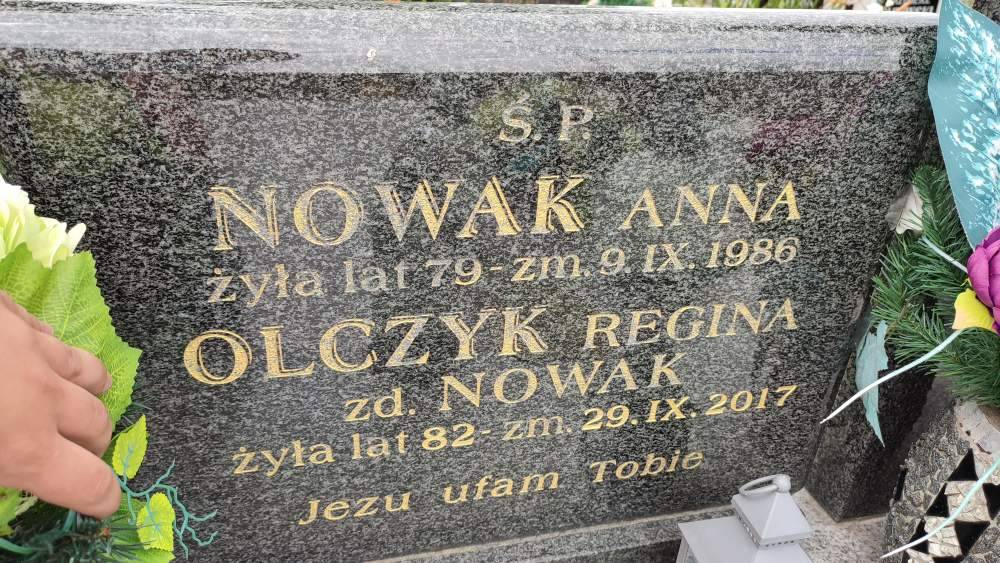 Ś.P.
NOWAK ANNA
żyła lat 79 - zm. 9. IX. 1986
OLCZYK REGINA
zd. NOWAK
żyła lat 82 - zm. 29. IX. 2017
Jezu ufam Tobie